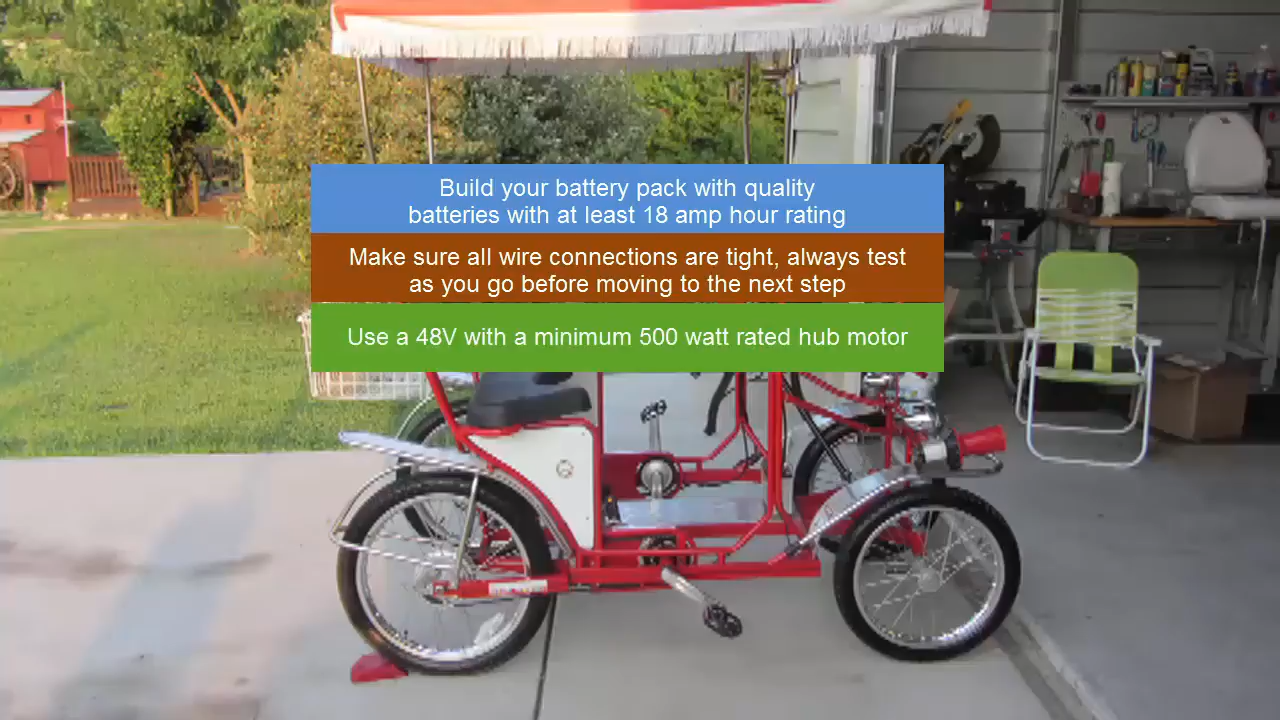 Build your battery pack with quality
batteries with at least 18 amp hour rating
Make sure all wire connections are tight, always test
as you go before moving to the next step
Use a 48V with a minimum 500 watt rated hub motor